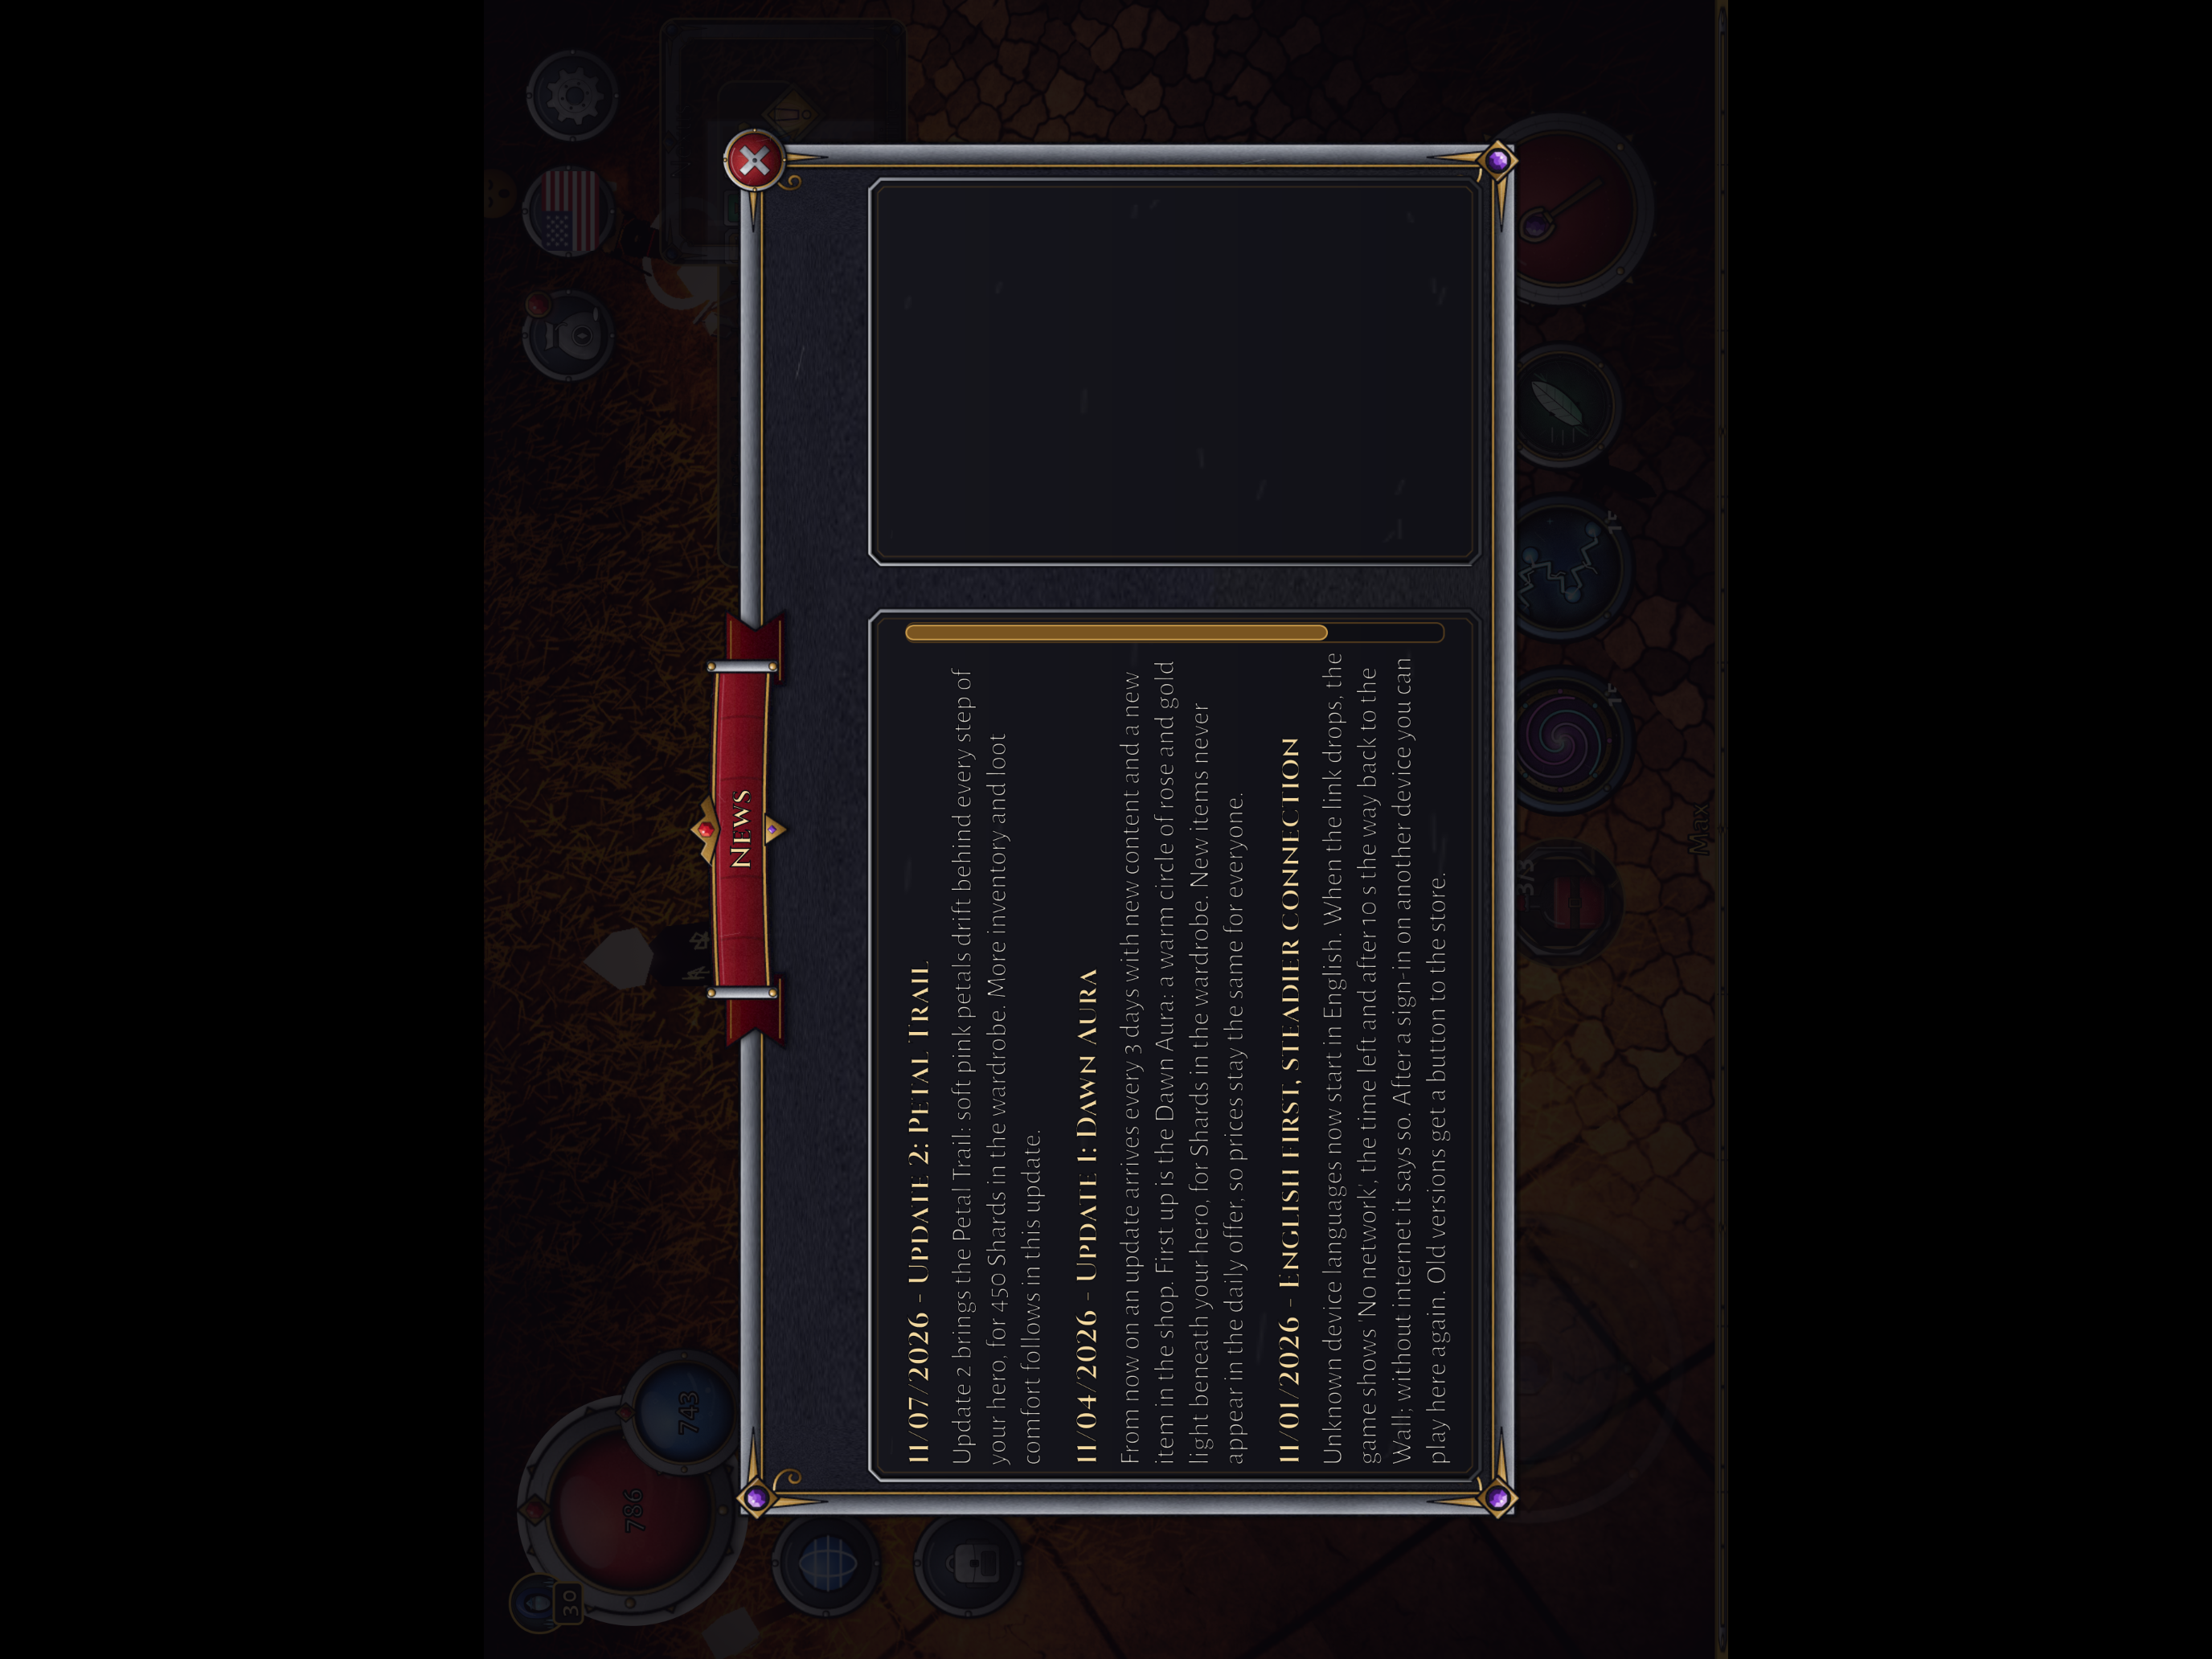 News
11/07/2026 - Update 2: Petal Trail
Update 2 brings the Petal Trail: soft pink petals drift behind every step of
your hero, for 450 Shards in the wardrobe. More inventory and loot
comfort follows in this update.
11/04/2026 - Update 1: Dawn Aura
From now on an update arrives every 3 days with new content and a new
item in the shop. First up is the Dawn Aura: a warm circle of rose and gold
light beneath your hero, for Shards in the wardrobe. New items never
appear in the daily offer, so prices stay the same for everyone.
11/01/2026 - English first, steadier connection
Unknown device languages now start in English. When the link drops, the
game shows 'No network', the time left and after 10 s the way back to the
Wall; without internet it says so. After a sign-in on another device you can
play here again. Old versions get a button to the store.
30
786
743
3/3
Max